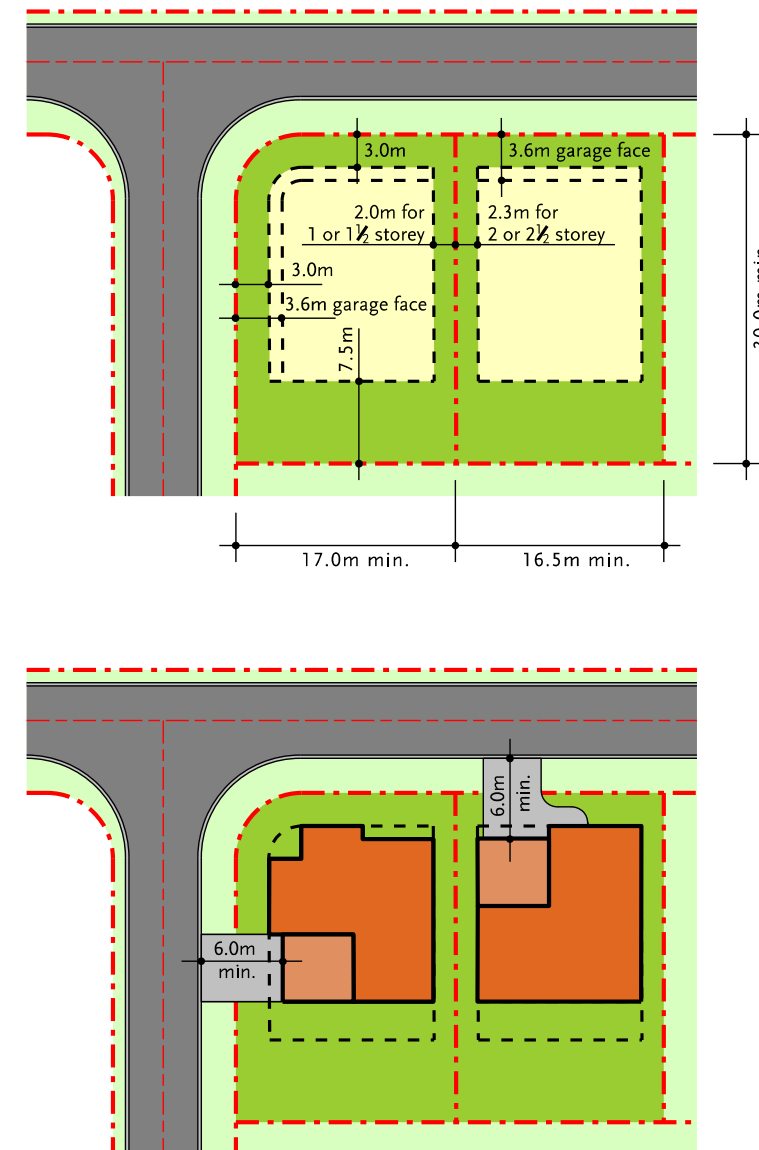 3.0m
3.6m garage face
2.0m for
1 or 1½ storey
2.3m for
2 or 2½ storey
3.0m
3.6m garage face
7.5m
17.0m min.
16.5m min.
6.0m
min.
6.0m
min.